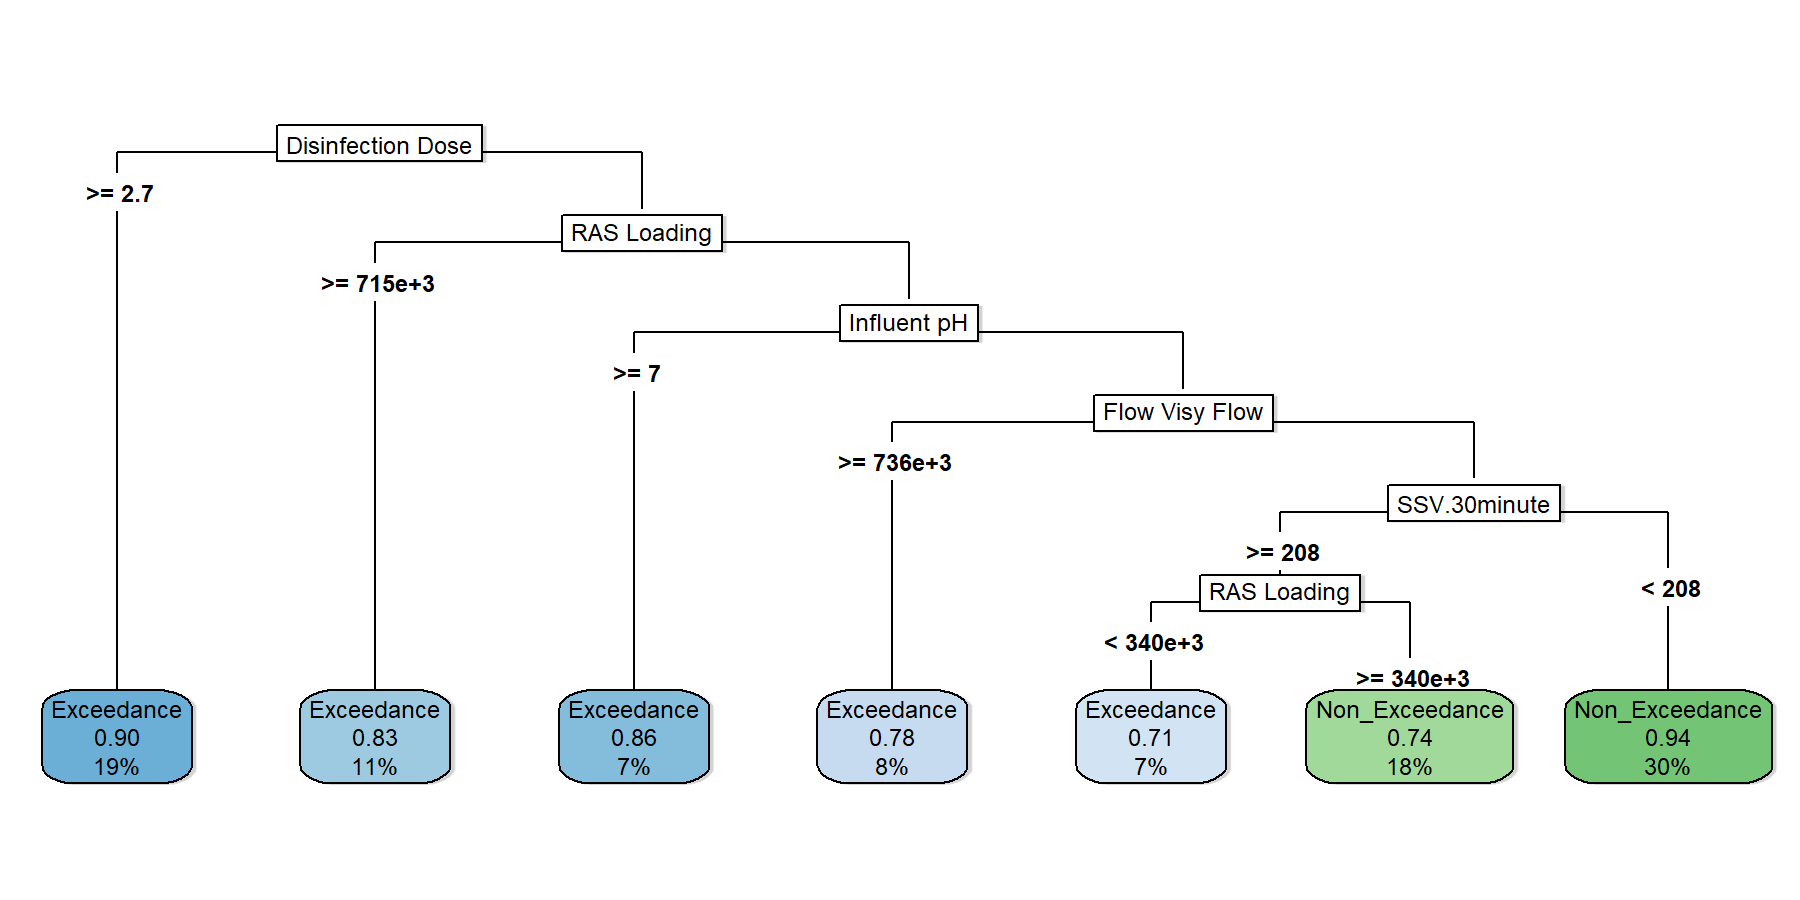 Disinfection Dose
>= 2.7
RAS Loading
>= 715e+3
Influent pH
>= 7
Flow Visy Flow
>= 736e+3
SSV.30minute
>= 208
< 208
RAS Loading
< 340e+3
>= 340e+3
Exceedance
0.90
19%
Exceedance
0.83
11%
Exceedance
0.86
7%
Exceedance
0.78
8%
Exceedance
0.71
7%
Non_Exceedance
0.74
18%
Non_Exceedance
0.94
30%